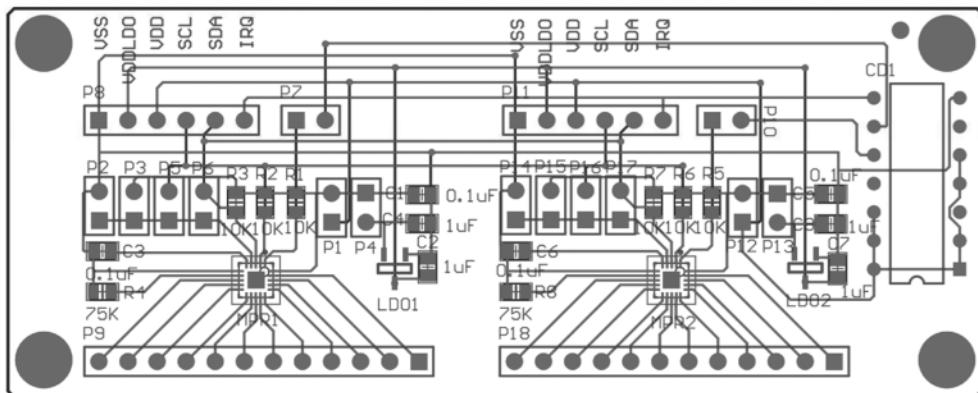 VSS VDDLDO VDD SCL SDA IRQ VSS VDDLDO VDD SCL SDA IRQ
P8 P7 P11 P10 CD1
P2 P3 P5 P6 R3 R2 R1 C1 0.1uF P14 P15 P16 P17 R7 R6 R5 C5 0.1uF
10K 10K 10K P1 P4 C4 1uF 10K 10K 10K P12 P13 1uF
C3 C2 C6 C7
0.1uF 1uF 0.1uF 1uF
R4 LDO1 R8 LDO2
75K MPR1 75K MPR2
P9 P18